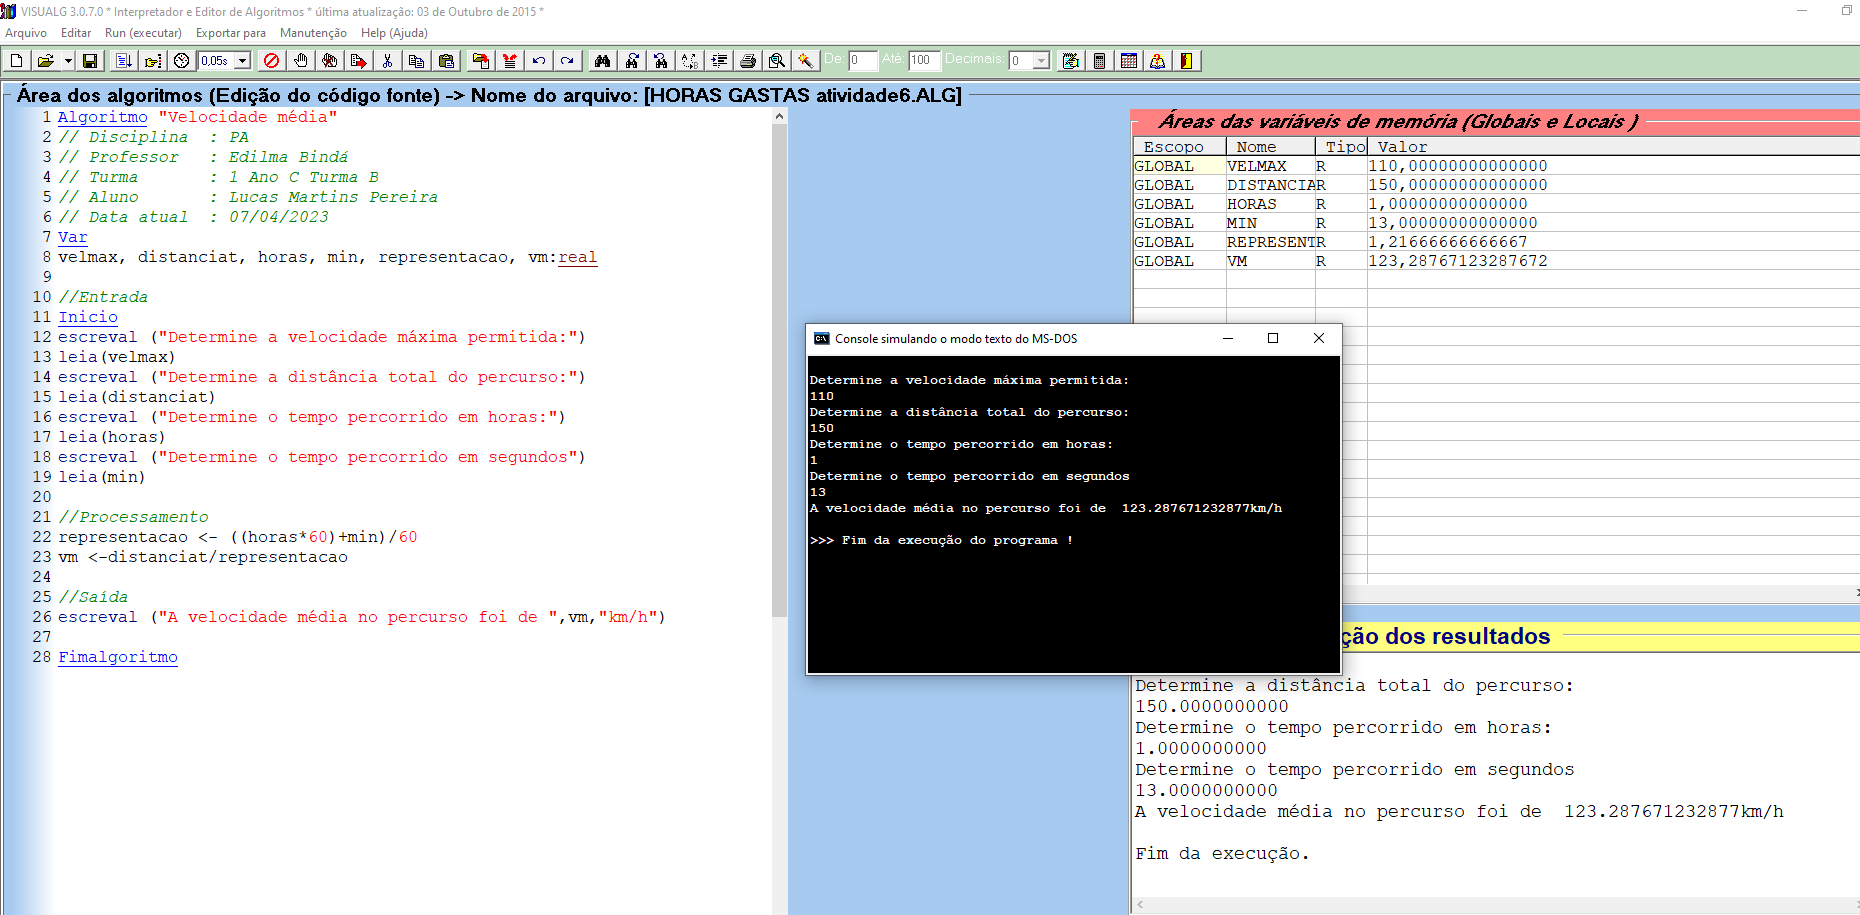 VISUALG 3.0.7.0 * Interpretador e Editor de Algoritmos * última atualização: 03 de Outubro de 2015 *
Arquivo Editar Run (executar) Exportar para Manutenção Help (Ajuda)
0,05s De: 0 Até: 100 Decimais: 0
Área dos algoritmos (Edição do código fonte) -> Nome do arquivo: [HORAS GASTAS atividade6.ALG]
1 Algoritmo "Velocidade média"
2 // Disciplina : PA
3 // Professor : Edilma Bindá
4 // Turma : 1 Ano C Turma B
5 // Aluno : Lucas Martins Pereira
6 // Data atual : 07/04/2023
7 Var
8 velmax, distanciat, horas, min, representacao, vm:real
9
10 //Entrada
11 Inicio
12 escreval ("Determine a velocidade máxima permitida:")
13 leia(velmax)
14 escreval ("Determine a distância total do percurso:")
15 leia(distanciat)
16 escreval ("Determine o tempo percorrido em horas:")
17 leia(horas)
18 escreval ("Determine o tempo percorrido em segundos")
19 leia(min)
20
21 //Processamento
22 representacao <- ((horas*60)+min)/60
23 vm <-distanciat/representacao
24
25 //Saída
26 escreval ("A velocidade média no percurso foi de ",vm,"km/h")
27
28 Fimalgoritmo
Áreas das variáveis de memória (Globais e Locais )
Escopo Nome Tipo Valor
GLOBAL VELMAX R 110,00000000000000
GLOBAL DISTANCIA R 150,00000000000000
GLOBAL HORAS R 1,00000000000000
GLOBAL MIN R 13,00000000000000
GLOBAL REPRESENT R 1,21666666666667
GLOBAL VM R 123,28767123287672
Console simulando o modo texto do MS-DOS
Determine a velocidade máxima permitida:
110
Determine a distância total do percurso:
150
Determine o tempo percorrido em horas:
1
Determine o tempo percorrido em segundos
13
A velocidade média no percurso foi de 123.287671232877km/h
>>> Fim da execução do programa !
ção dos resultados
Determine a distância total do percurso:
150.0000000000
Determine o tempo percorrido em horas:
1.0000000000
Determine o tempo percorrido em segundos
13.0000000000
A velocidade média no percurso foi de 123.287671232877km/h
Fim da execução.